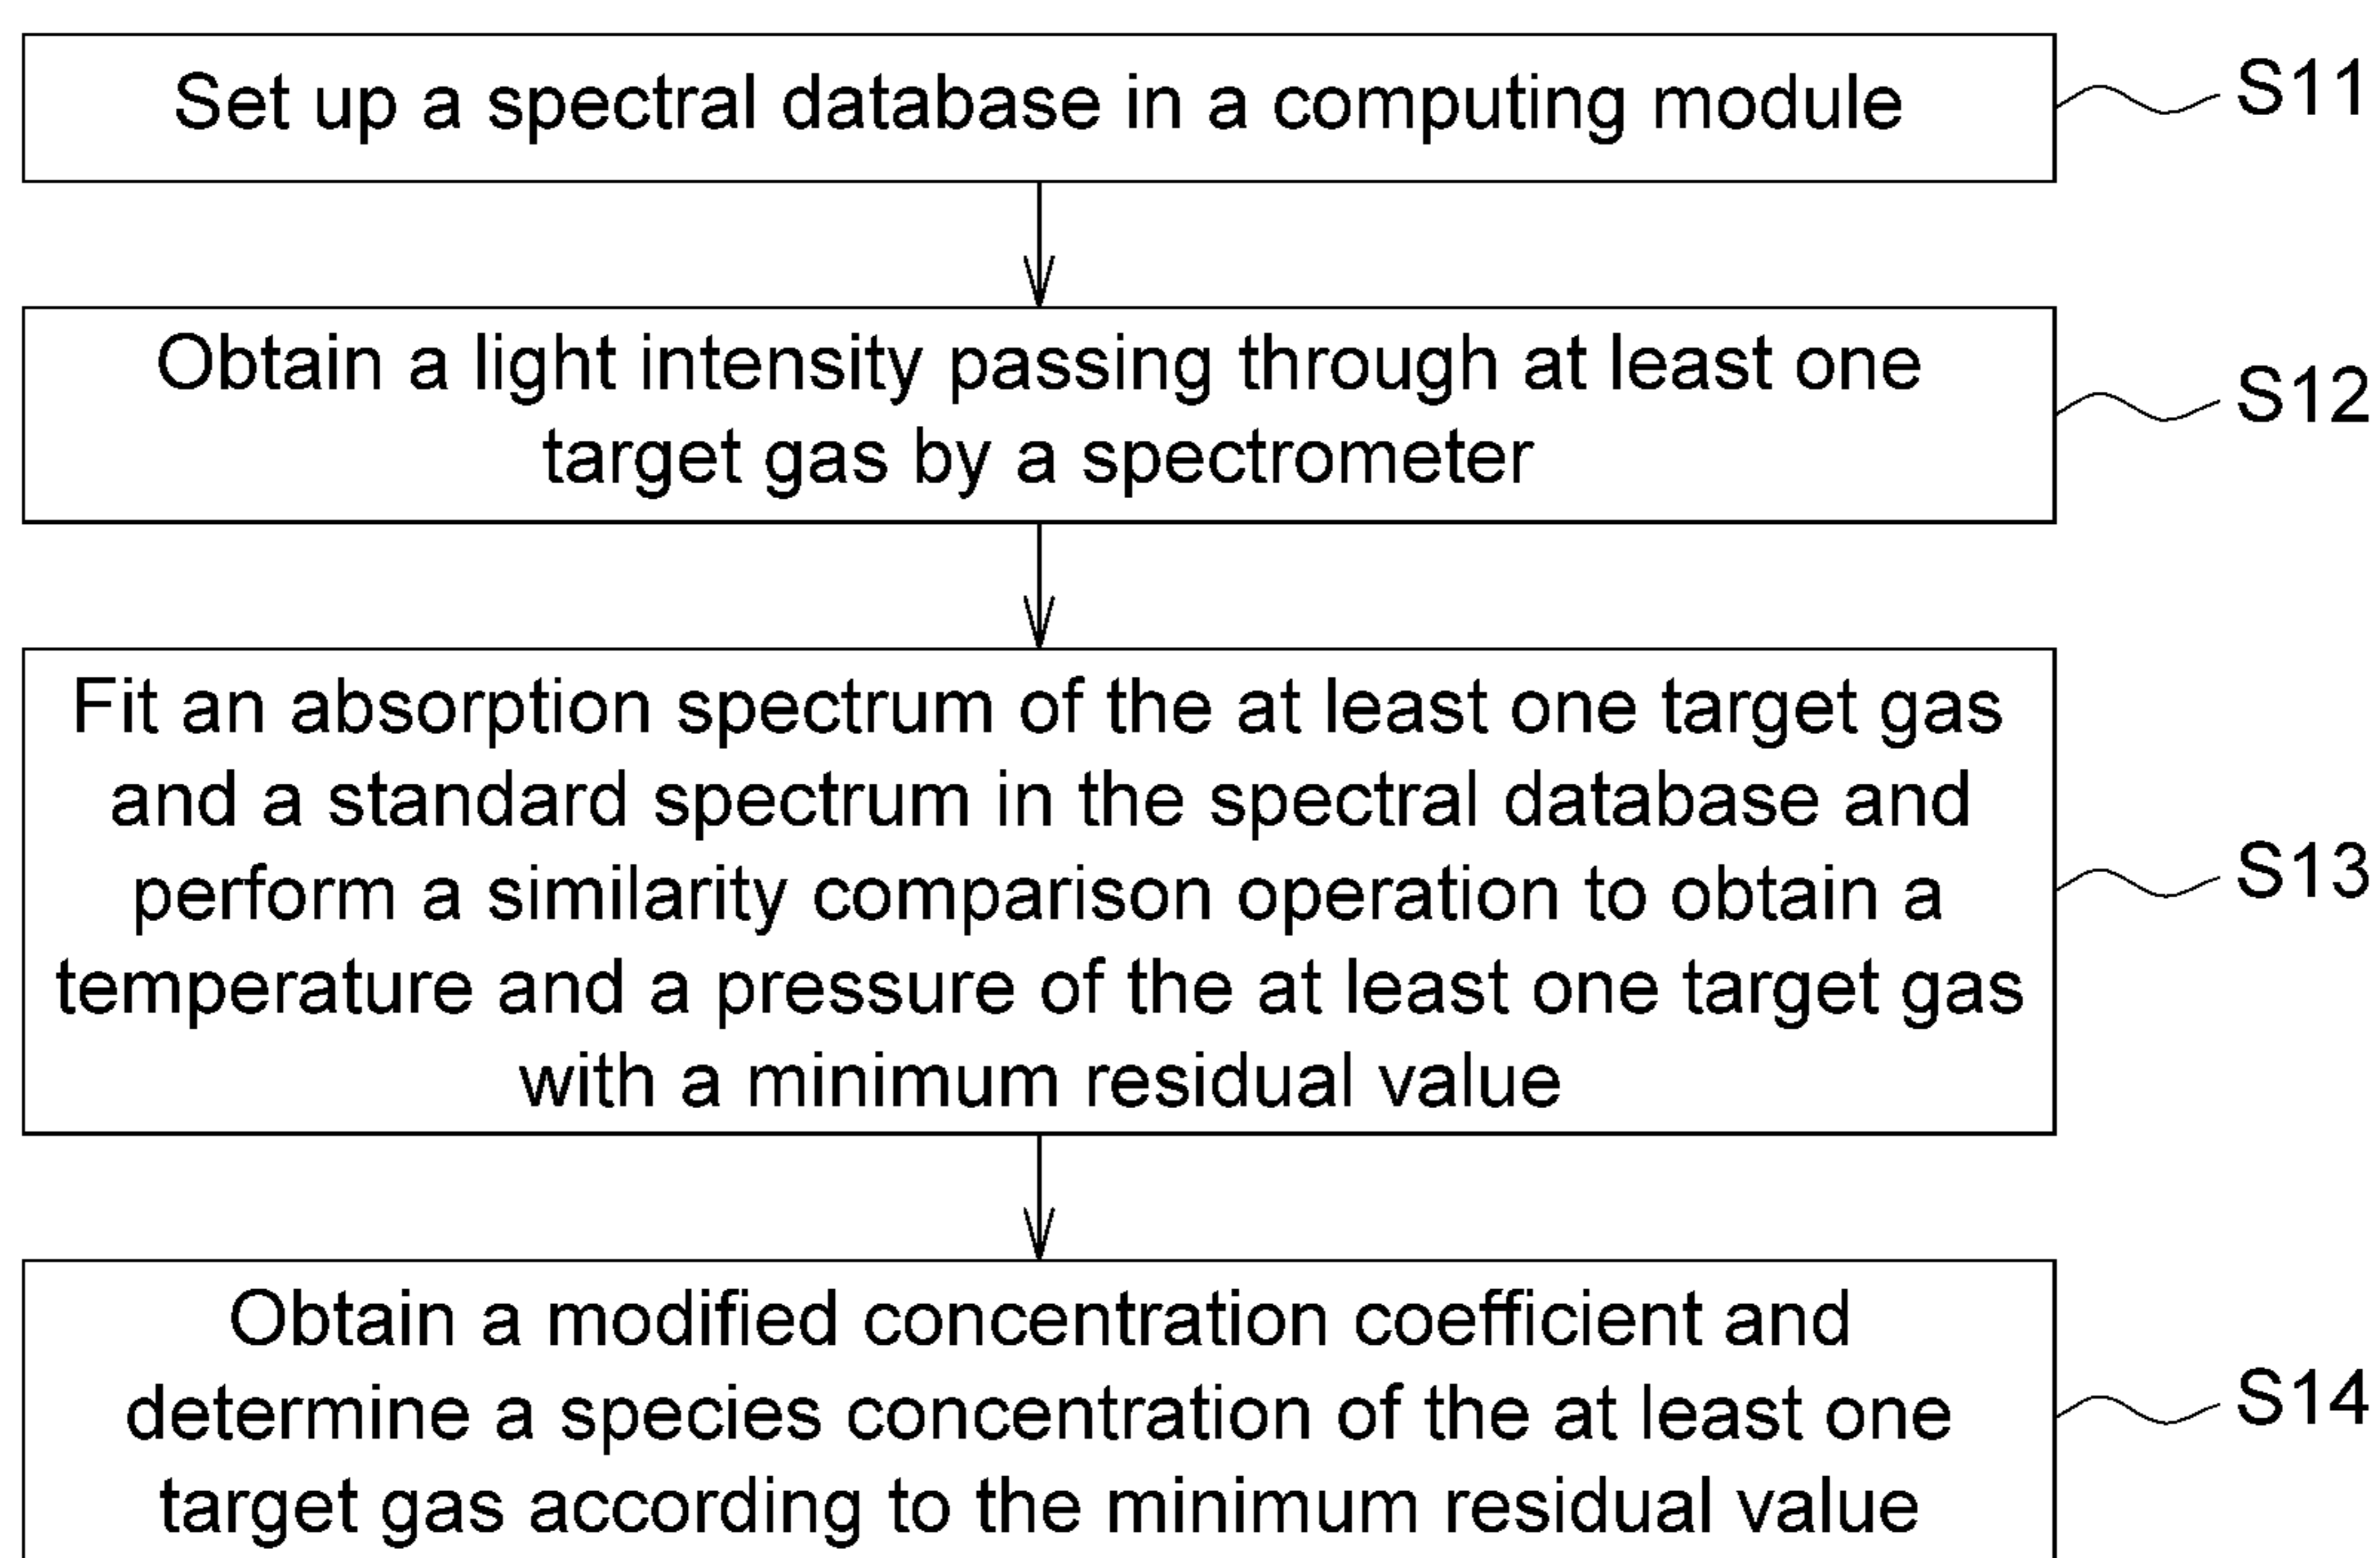 Set up a spectral database in a computing module
S11
Obtain a light intensity passing through at least one
target gas by a spectrometer
S12
Fit an absorption spectrum of the at least one target gas
and a standard spectrum in the spectral database and
perform a similarity comparison operation to obtain a
temperature and a pressure of the at least one target gas
with a minimum residual value
S13
Obtain a modified concentration coefficient and
determine a species concentration of the at least one
target gas according to the minimum residual value
S14